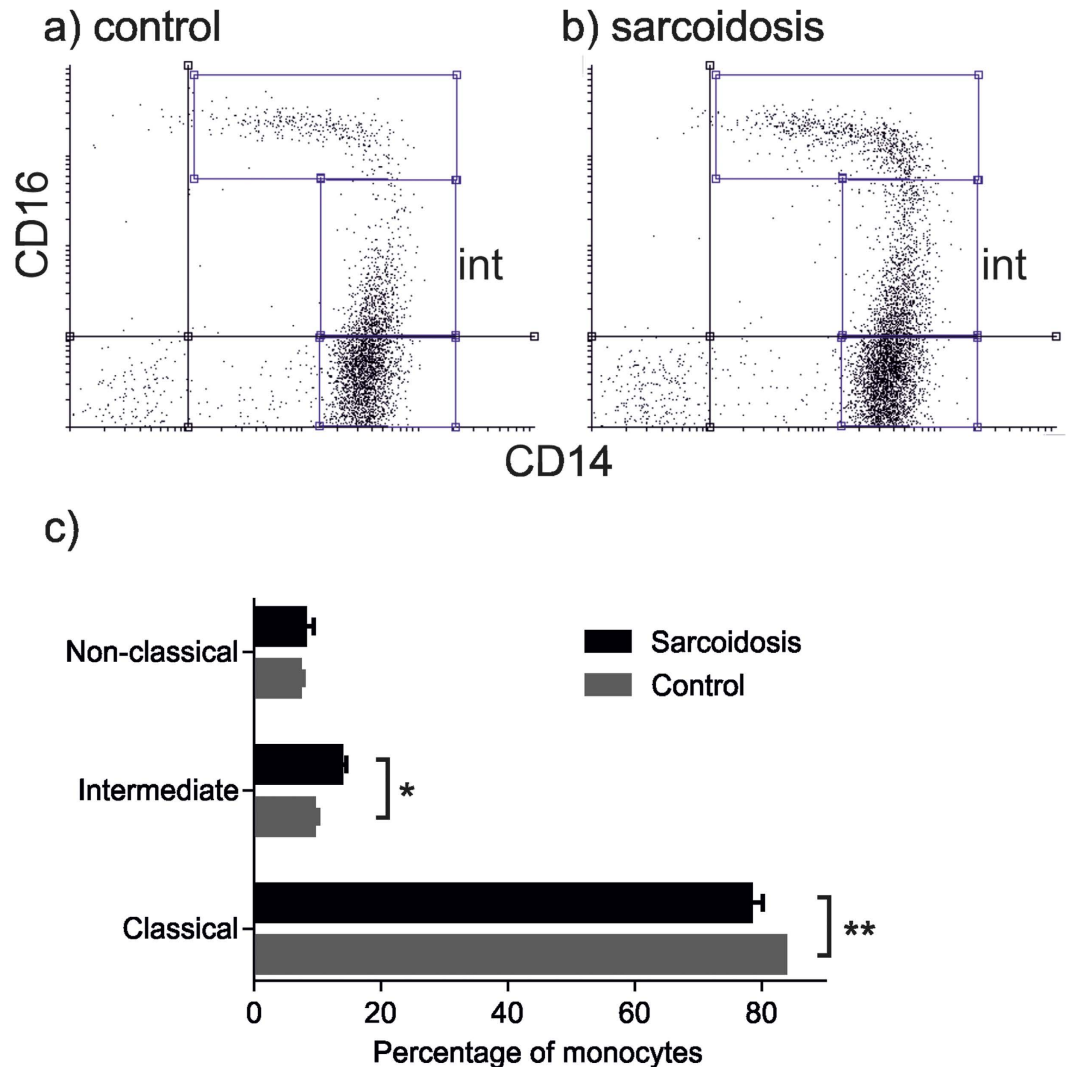 a) control
b) sarcoidosis
CD16
int
int
CD14
c)
Non-classical
Intermediate
Classical
Sarcoidosis
Control
*
**
0 20 40 60 80
Percentage of monocytes